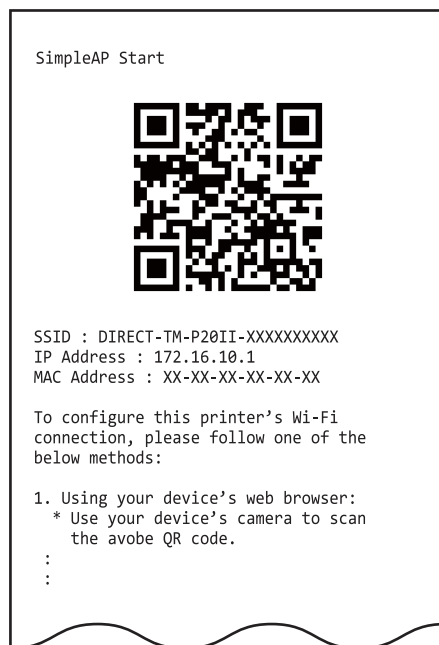 SimpleAP Start
SSID : DIRECT-TM-P20II-XXXXXXXXXX
IP Address : 172.16.10.1
MAC Address : XX-XX-XX-XX-XX-XX
To configure this printer’s Wi-Fi
connection, please follow one of the
below methods:
1. Using your device’s web browser:
* Use your device’s camera to scan
the avobe QR code.
:
: